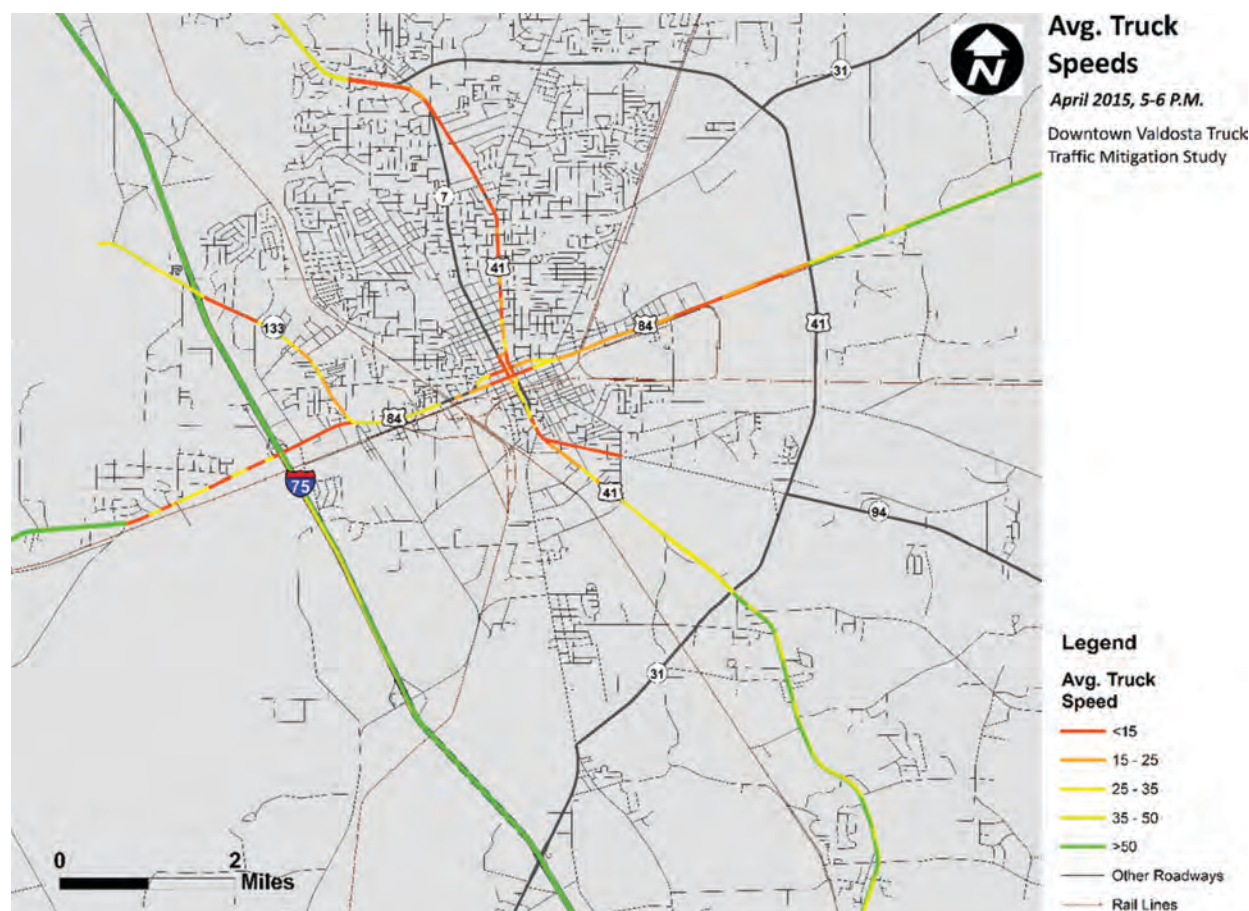 Avg. Truck
Speeds
April 2015, 5-6 P.M.
Downtown Valdosta Truck
Traffic Mitigation Study
N
31
7
41
133
84
41
84
75
41
94
31
0 2
Miles
Legend
Avg. Truck
Speed
<15
15 - 25
25 - 35
35 - 50
>50
Other Roadways
Rail Lines